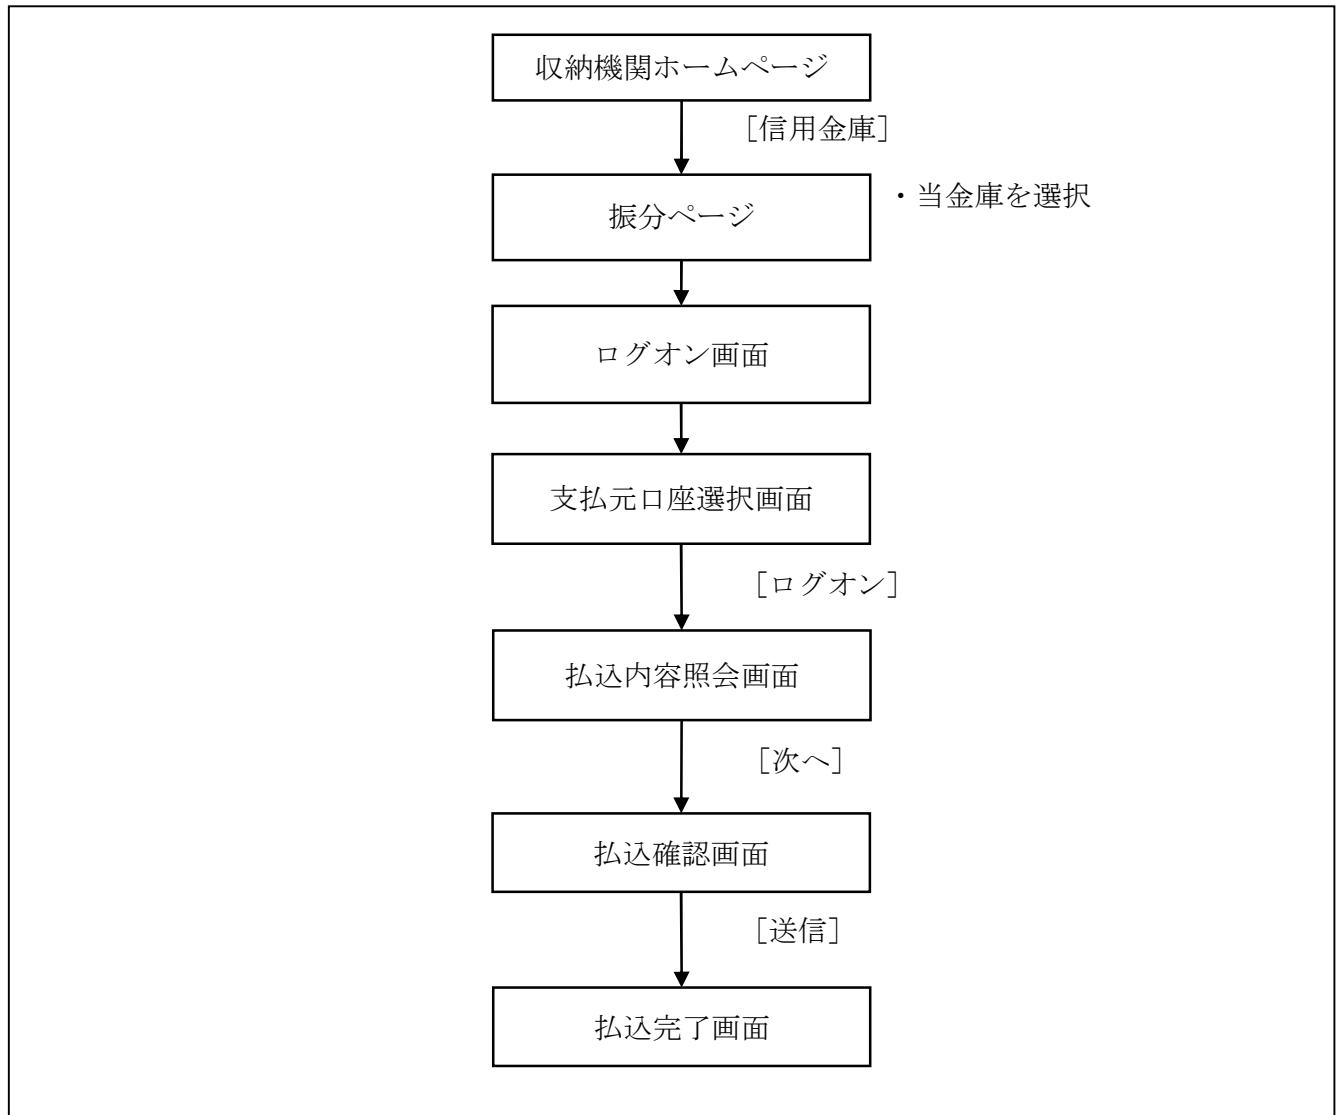 収納機関ホームページ
［信用金庫］
振分ページ
・当金庫を選択
ログオン画面
支払元口座選択画面
［ログオン］
払込内容照会画面
［次へ］
払込確認画面
［送信］
払込完了画面